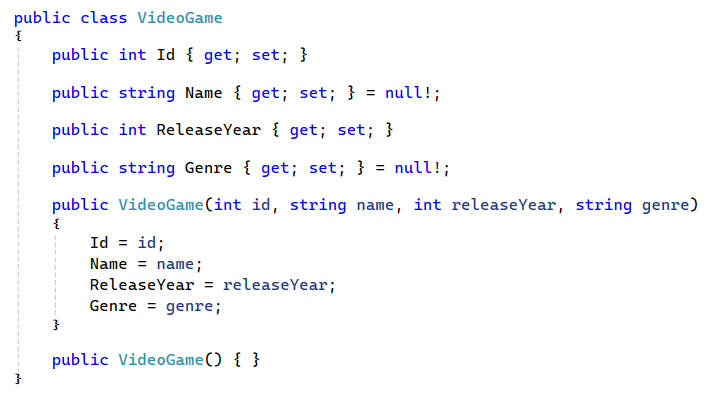 public class VideoGame
{
    public int Id { get; set; }
    public string Name { get; set; } = null!;
    public int ReleaseYear { get; set; }
    public string Genre { get; set; } = null!;
    public VideoGame(int id, string name, int releaseYear, string genre)
    {
        Id = id;
        Name = name;
        ReleaseYear = releaseYear;
        Genre = genre;
    }
    public VideoGame() { }
}